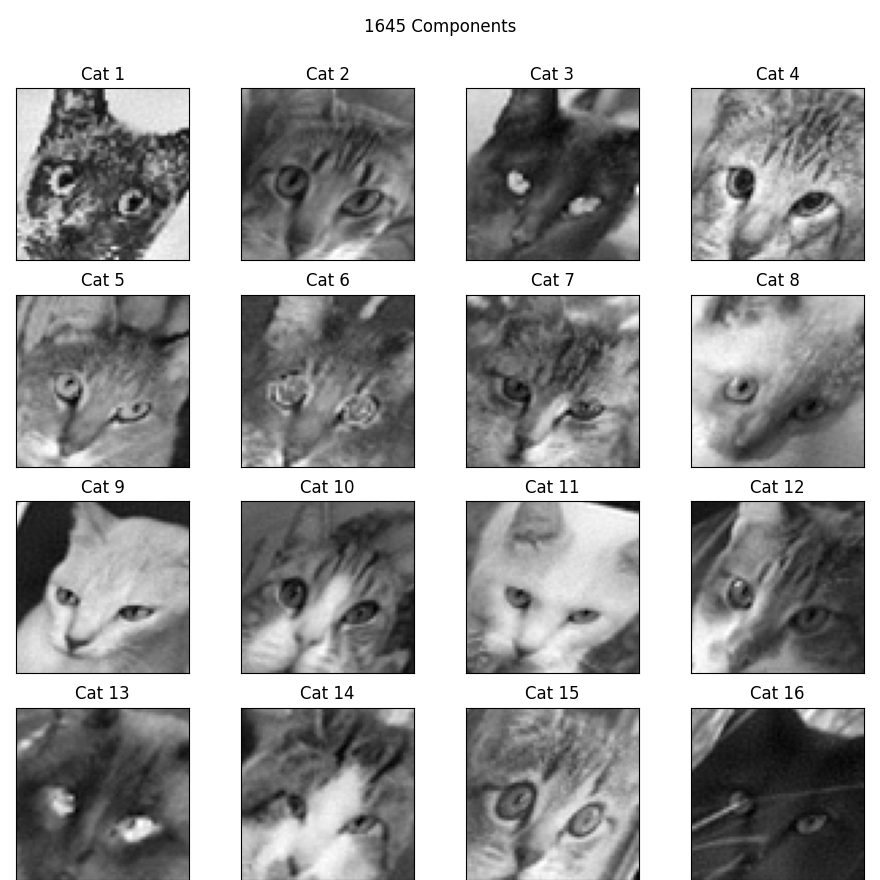 1645 Components
Cat 1 Cat 2 Cat 3 Cat 4
Cat 5 Cat 6 Cat 7 Cat 8
Cat 9 Cat 10 Cat 11 Cat 12
Cat 13 Cat 14 Cat 15 Cat 16